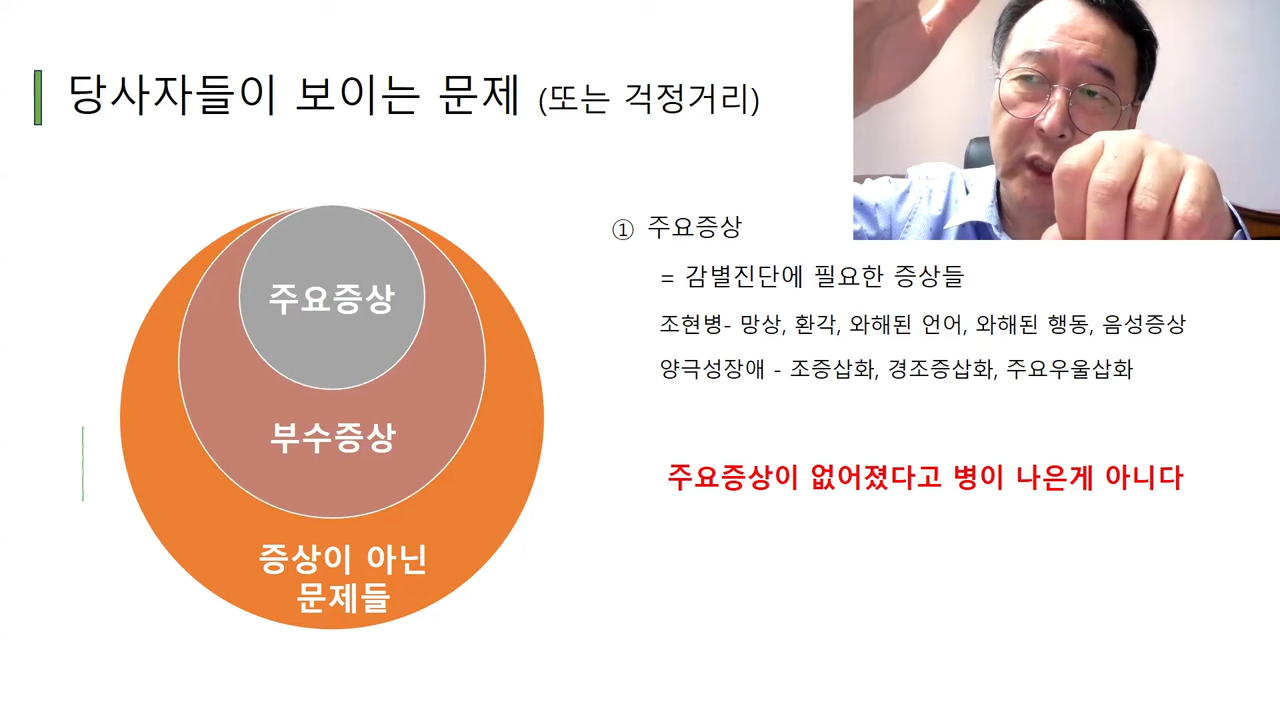 당사자들이 보이는 문제 (또는 걱정거리)
주요증상
부수증상
증상이 아닌
문제들
① 주요증상
= 감별진단에 필요한 증상들
조현병- 망상, 환각, 와해된 언어, 와해된 행동, 음성증상
양극성장애 - 조증삽화, 경조증삽화, 주요우울삽화
주요증상이 없어졌다고 병이 나은게 아니다